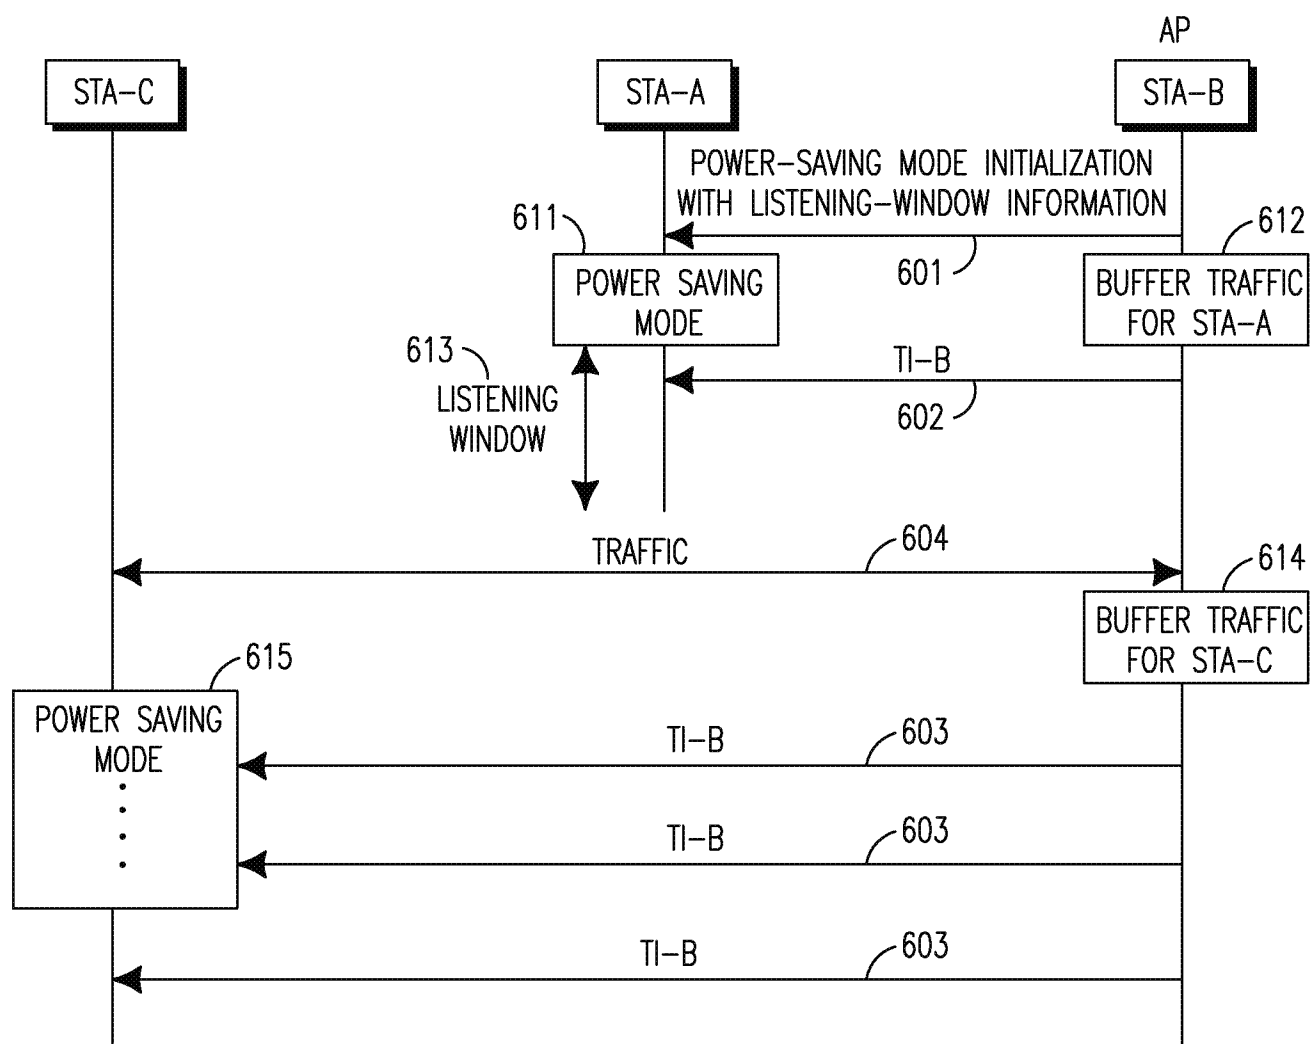 AP
STA-C
STA-A
STA-B
POWER-SAVING MODE INITIALIZATION
WITH LISTENING-WINDOW INFORMATION
611
612
601
POWER SAVING
MODE
BUFFER TRAFFIC
FOR STA-A
613
LISTENING
WINDOW
TI-B
602
TRAFFIC
604
614
BUFFER TRAFFIC
FOR STA-C
615
POWER SAVING
MODE
TI-B
603
TI-B
603
TI-B
603